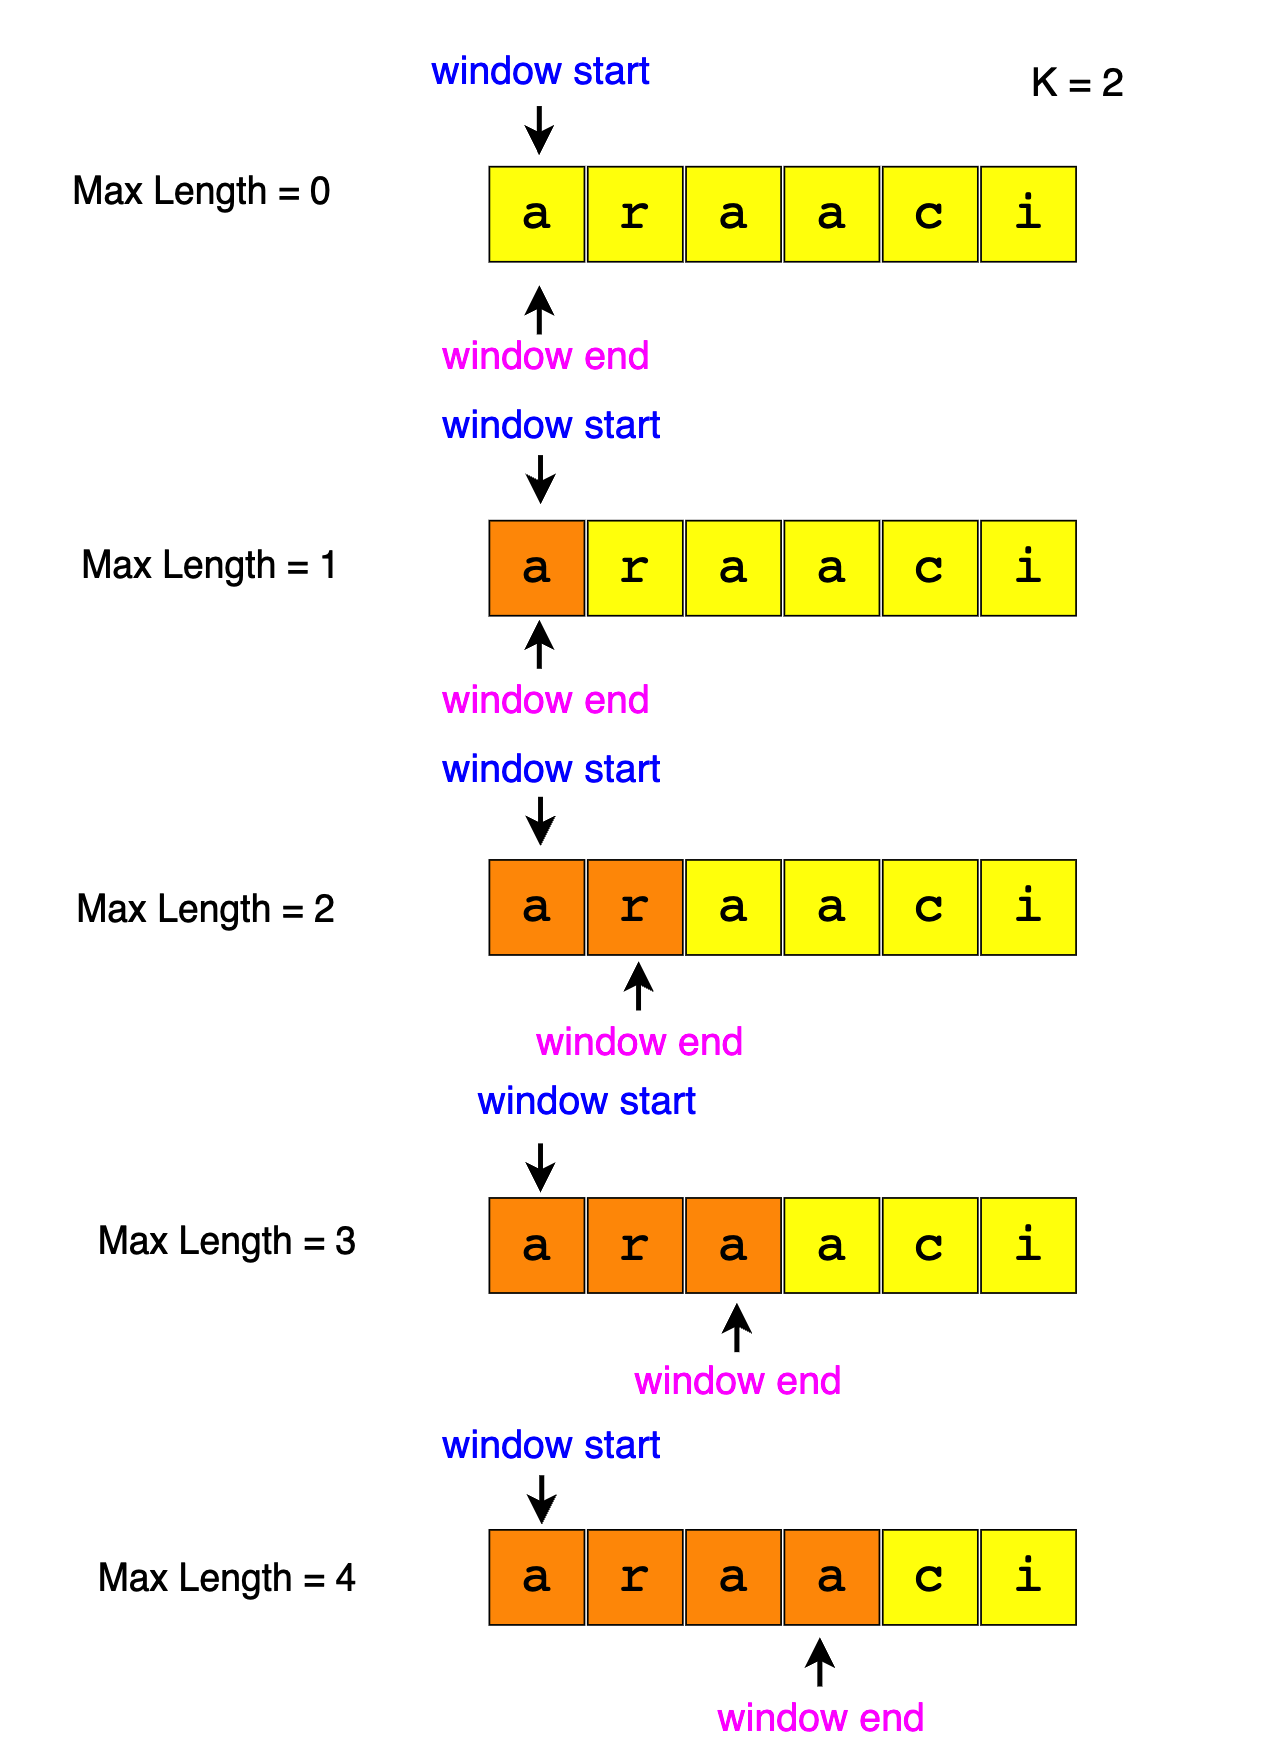 window start
K = 2
Max Length = 0
a r a a c i
window end
window start
Max Length = 1
a r a a c i
window end
window start
Max Length = 2
a r a a c i
window end
window start
Max Length = 3
a r a a c i
window end
window start
Max Length = 4
a r a a c i
window end